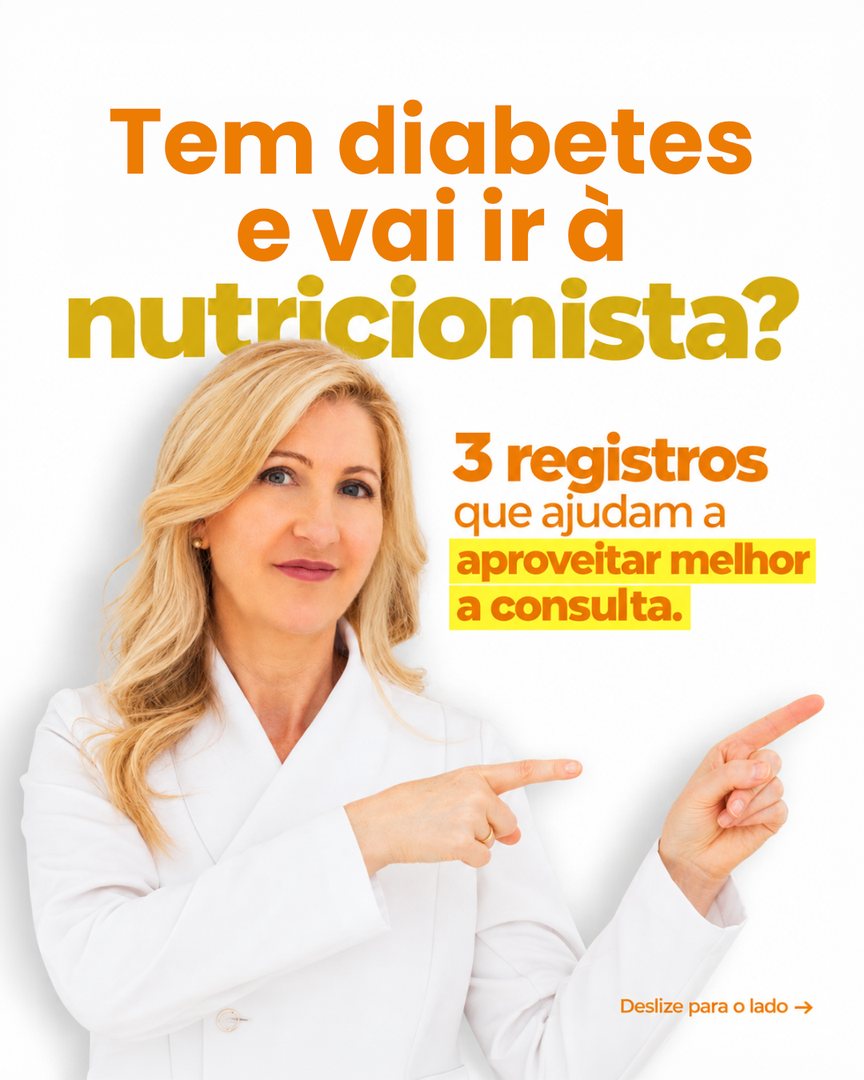 Tem diabetes
e vai ir à
nutricionista?
3 registros
que ajudam a
aproveitar melhor
a consulta.
Deslize para o lado →